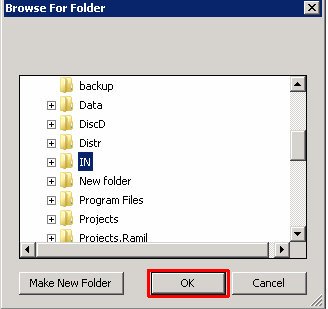 Browse For Folder
backup
Data
DiscD
Distr
IN
New folder
Program Files
Projects
Projects.Ramil
Make New Folder
OK
Cancel